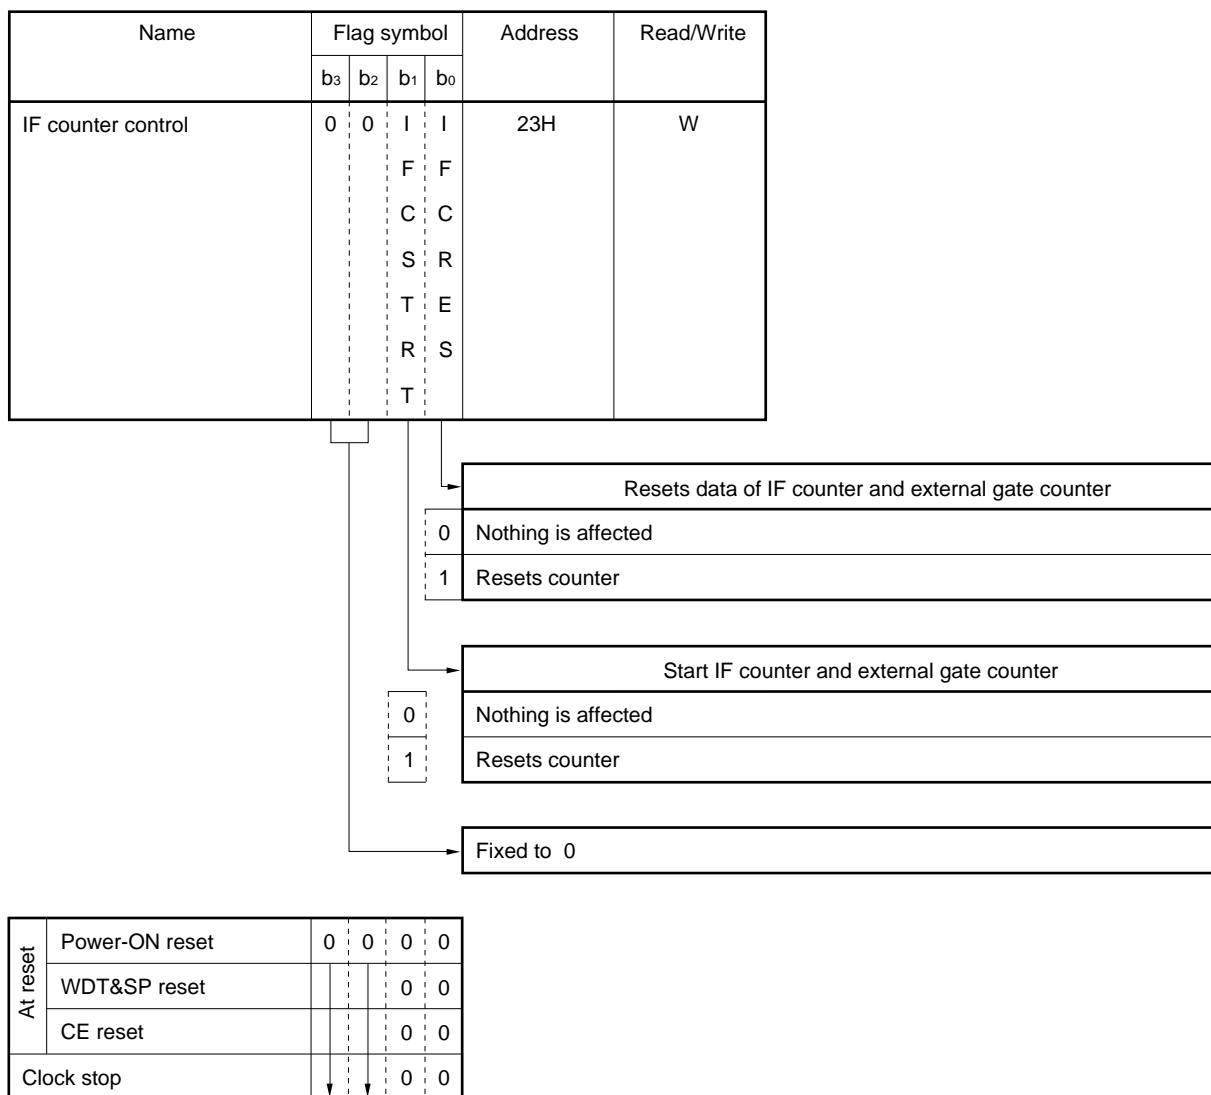 Name Flag symbol Address Read/Write
b3 b2 b1 b0
IF counter control 0 0 I I 23H W
F F
C C
S R
T E
R S
T
Resets data of IF counter and external gate counter
0 Nothing is affected
1 Resets counter
Start IF counter and external gate counter
0 Nothing is affected
1 Resets counter
Fixed to 0
At reset
Power-ON reset 0 0 0 0
WDT&SP reset 0 0
CE reset 0 0
Clock stop 0 0